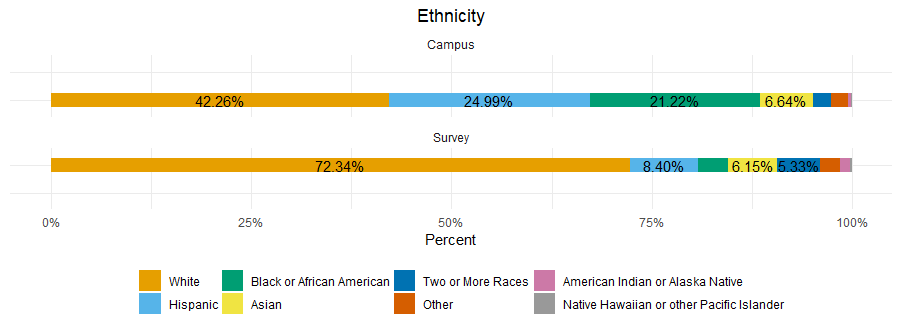 Ethnicity
Campus
42.26% 24.99% 21.22% 6.64%
Survey
72.34% 8.40% 6.15% 5.33%
0% 25% 50% 75% 100%
Percent
White Black or African American Two or More Races American Indian or Alaska Native
Hispanic Asian Other Native Hawaiian or other Pacific Islander